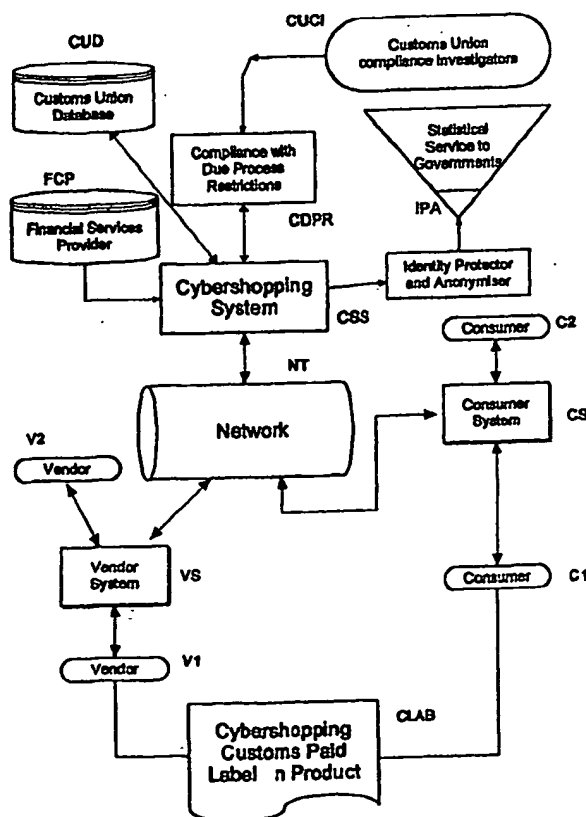 CUCI
CUD
Customs Union
compliance Investigators
Customs Union
Database
Compliance with
Due Process
Restrictions
Statistical
Service to
Governments
FCP
Financial Services
Provider
CDPR
IPA
Cybershopping
System
Identity Protector
and Anonymiser
CSS
C2
Consumer
NT
Network
Consumer
System
CS
V2
Vendor
Vendor
System
VS
Consumer
C1
V1
Vendor
CLAB
Cybershopping
Customs Paid
Label n Product